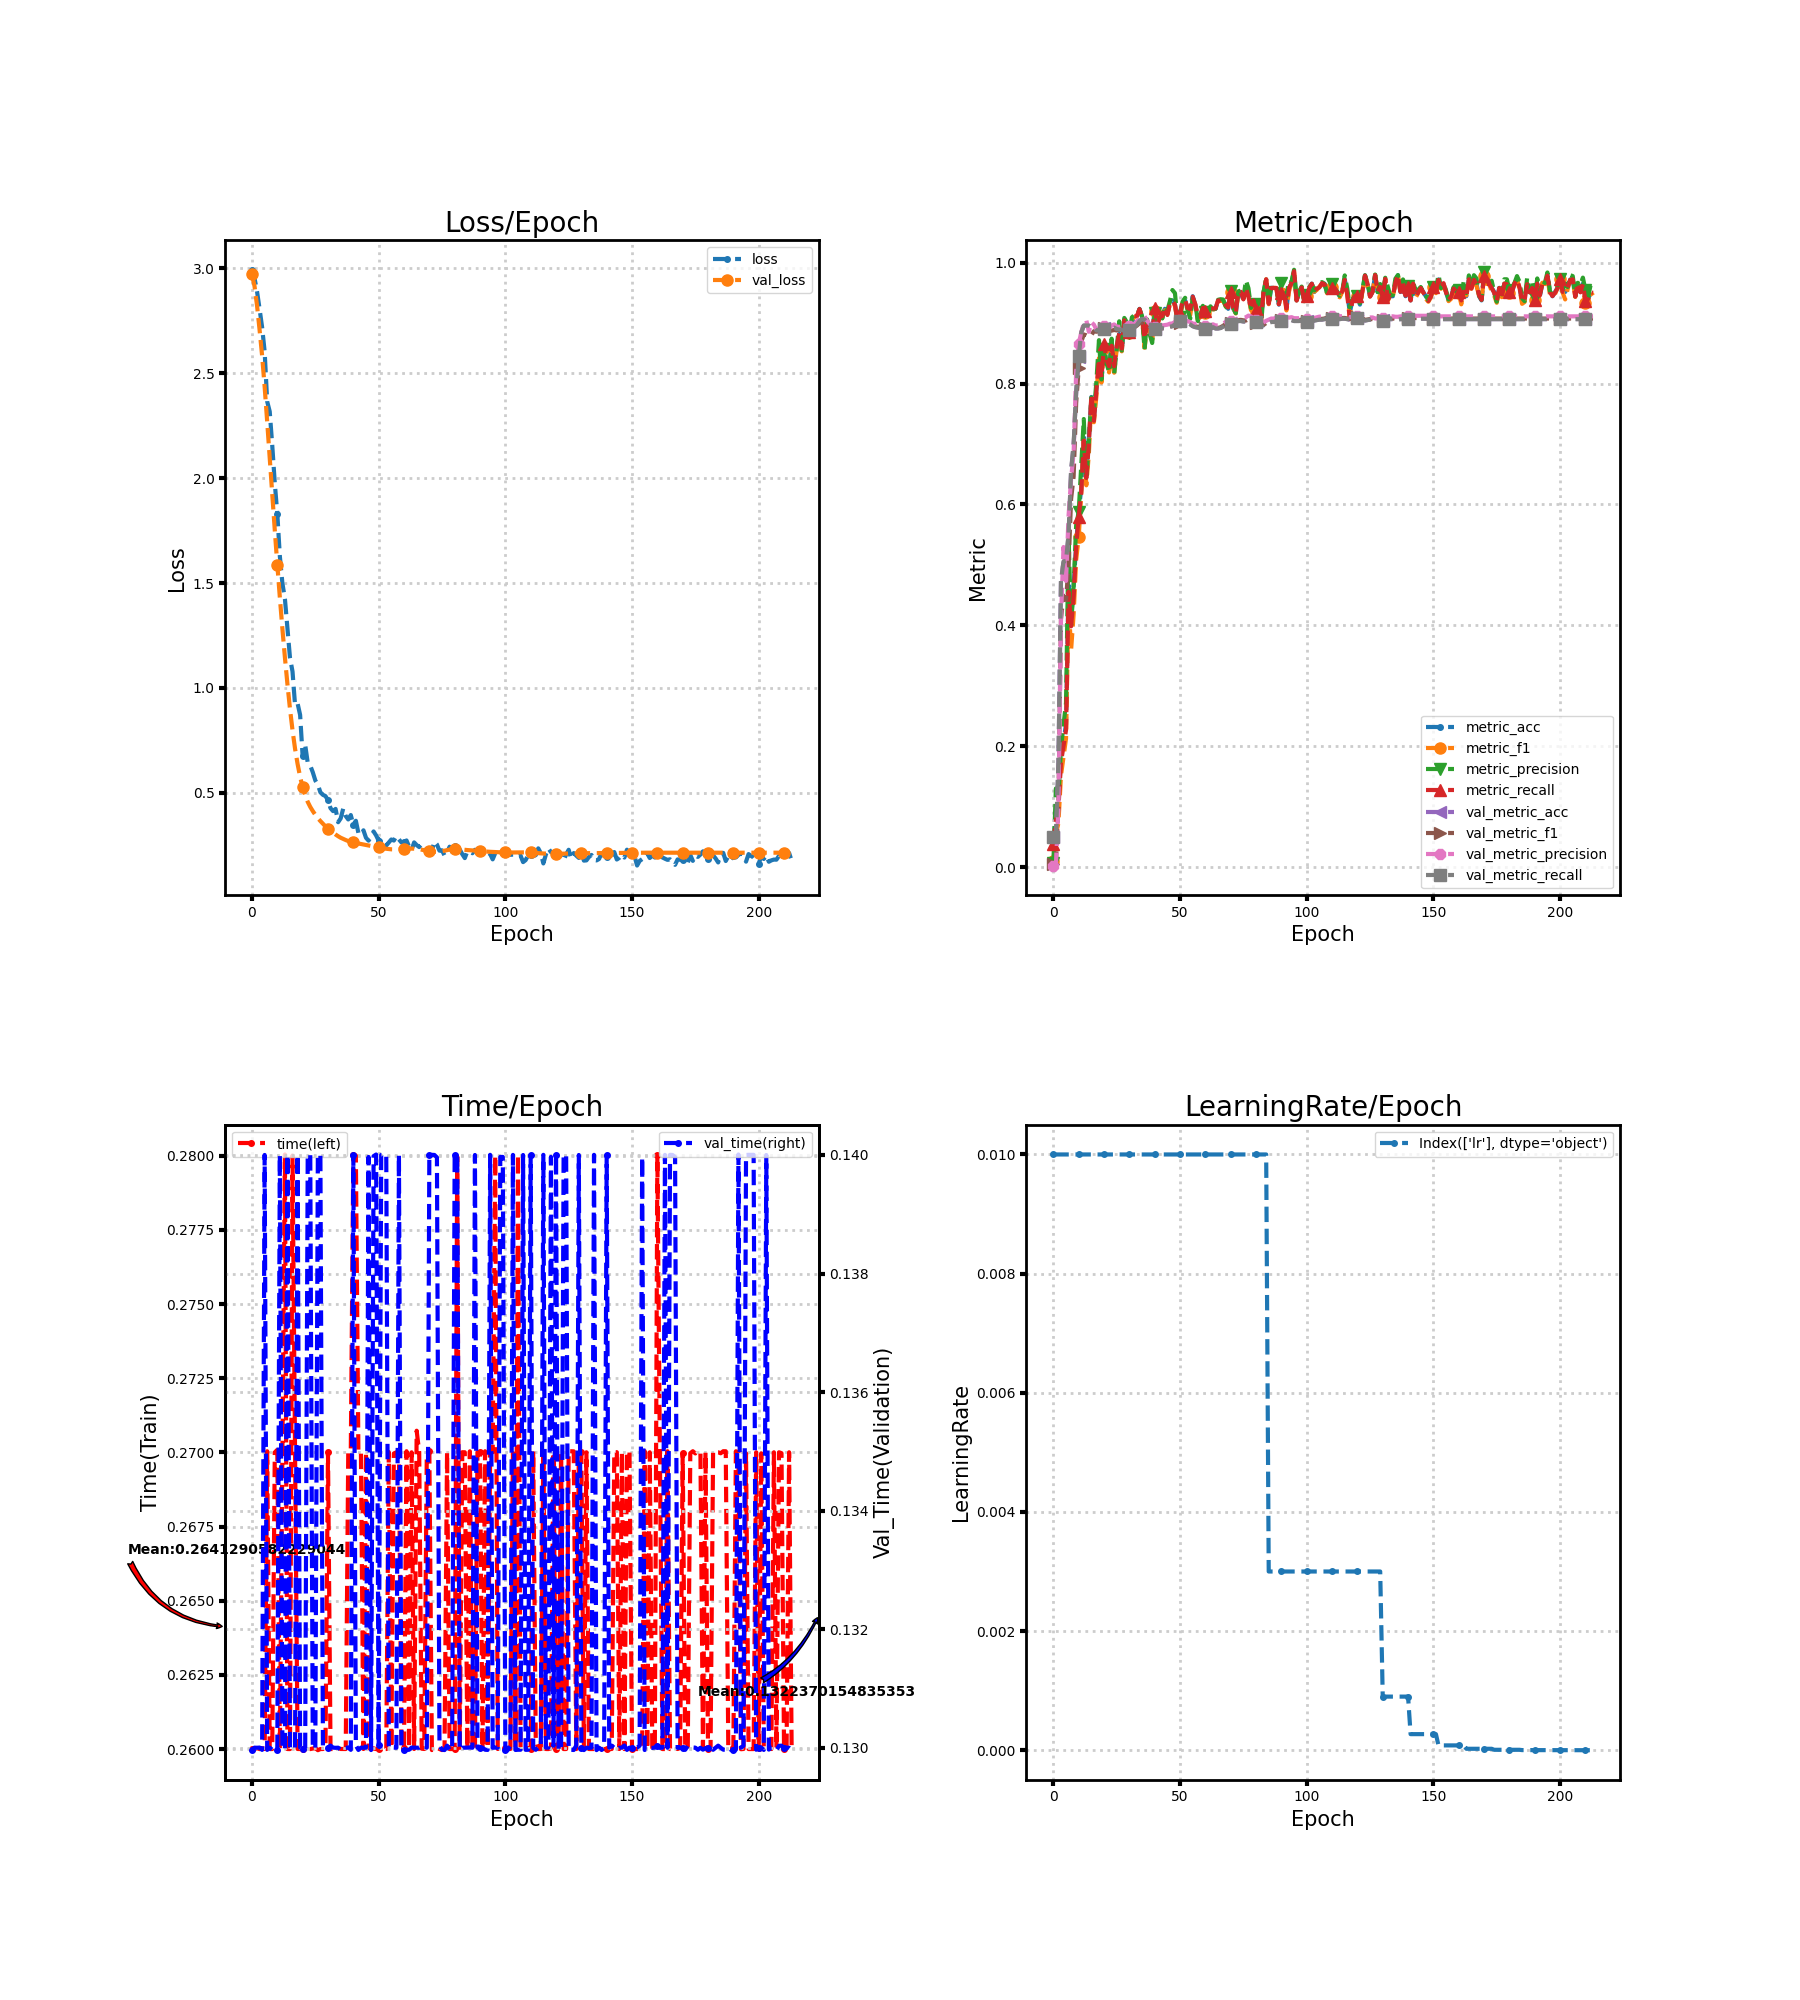 Loss/Epoch
3.0
2.5
2.0
1.5
1.0
0.5
Loss
loss
val_loss
0 50 100 150 200
Epoch
Metric/Epoch
1.0
0.8
0.6
0.4
0.2
0.0
Metric
metric_acc
metric_f1
metric_precision
metric_recall
val_metric_acc
val_metric_f1
val_metric_precision
val_metric_recall
0 50 100 150 200
Epoch
Time/Epoch
time(left)
val_time(right)
0.2800
0.2775
0.2750
0.2725
0.2700
0.2675
0.2650
0.2625
0.2600
Time(Train)
Mean:0.2641290582229044
0.140
0.138
0.136
0.134
0.132
0.130
Val_Time(Validation)
Mean:0.1322370154835353
0 50 100 150 200
Epoch
LearningRate/Epoch
Index(['lr'], dtype='object')
0.010
0.008
0.006
0.004
0.002
0.000
LearningRate
0 50 100 150 200
Epoch